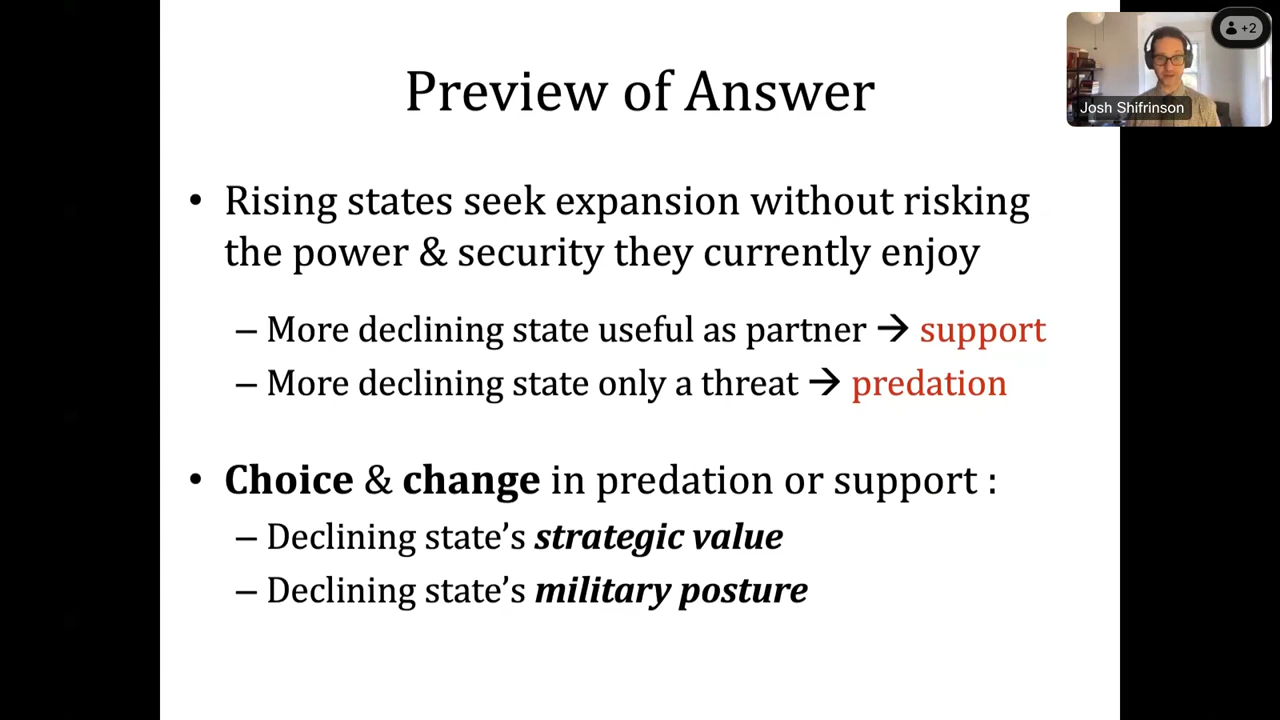 Preview of Answer
+2
Josh Shifrinson
• Rising states seek expansion without risking
the power & security they currently enjoy
– More declining state useful as partner → support
– More declining state only a threat → predation
• Choice & change in predation or support :
– Declining state’s strategic value
– Declining state’s military posture